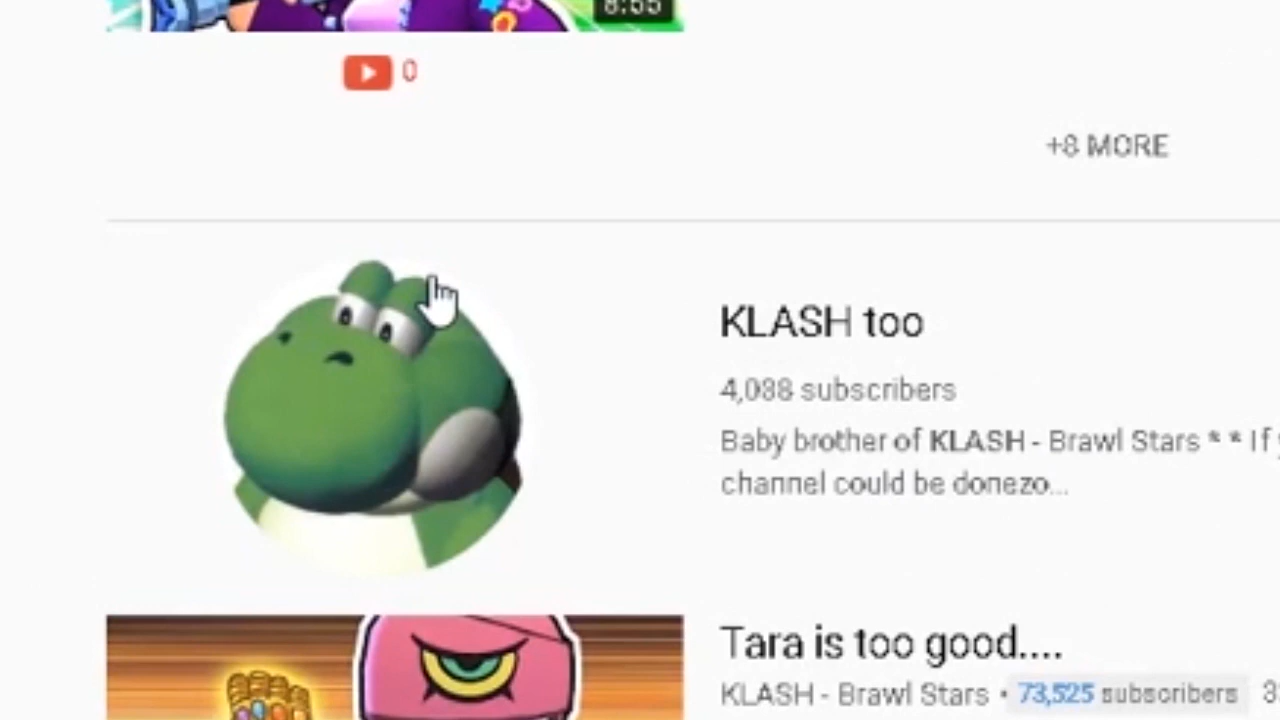 8:55
0
+8 MORE
KLASH too
4,088 subscribers
Baby brother of KLASH - Brawl Stars * * If
channel could be donezo...
Tara is too good....
KLASH - Brawl Stars • 73,525 subscribers